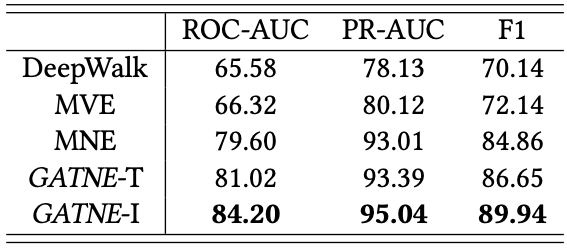 ROC-AUC PR-AUC F1
DeepWalk 65.58 78.13 70.14
MVE 66.32 80.12 72.14
MNE 79.60 93.01 84.86
GATNE-T 81.02 93.39 86.65
GATNE-I 84.20 95.04 89.94